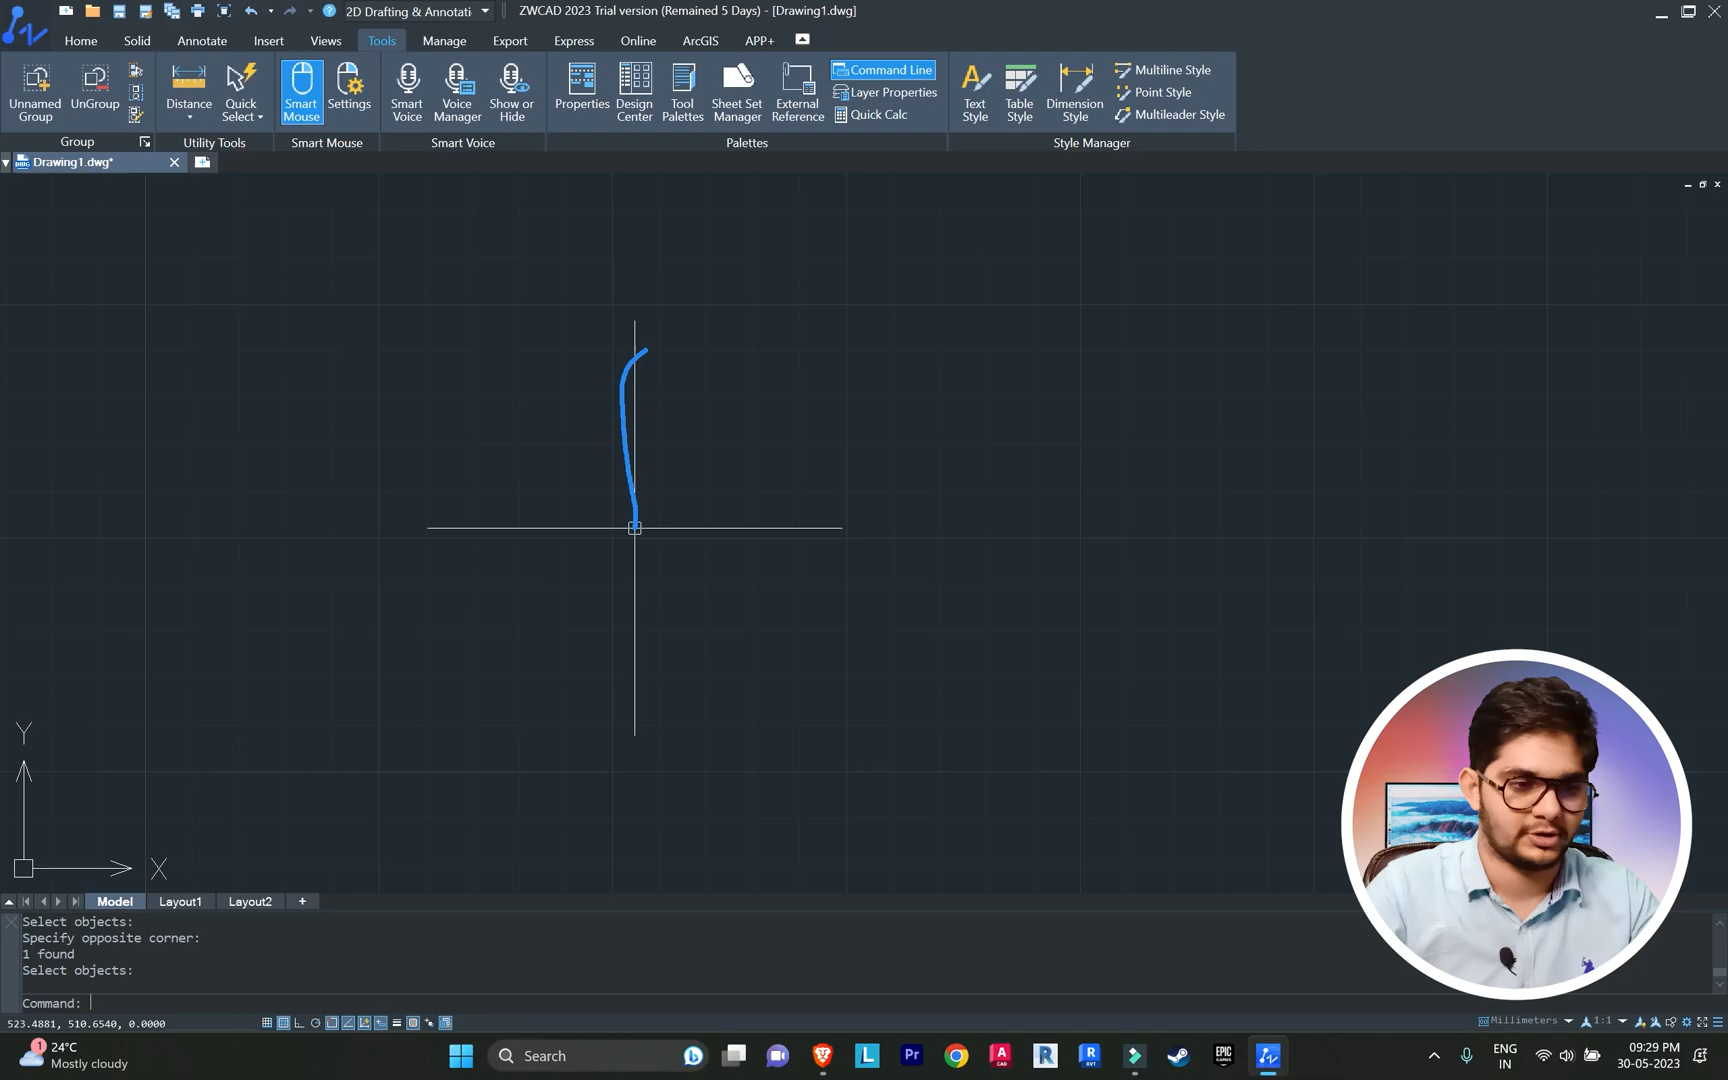 2D Drafting & Annotati
ZWCAD 2023 Trial version (Remained 5 Days) - [Drawing1.dwg]
Home Solid Annotate Insert Views Tools Manage Export Express Online ArcGIS APP+
Unnamed Group
UnGroup
Distance
Quick Select
Smart Mouse
Settings
Smart Voice
Voice Manager
Show or Hide
Properties
Design Center
Tool Palettes
Sheet Set Manager
External Reference
Command Line
Layer Properties
Quick Calc
Text Style
Table Style
Dimension Style
Multiline Style
Point Style
Multileader Style
Group Utility Tools Smart Mouse Smart Voice Palettes Style Manager
Drawing1.dwg*
Y
X
Model Layout1 Layout2 +
Select objects:
Specify opposite corner:
1 found
Select objects:
Command:
523.4881, 510.6540, 0.0000
Millimeters 1:1
1
24°C
Mostly cloudy
Search
L
Pr
A
CAD
R
R
RVT
EPIC
GAMES
ENG
IN
09:29 PM
30-05-2023